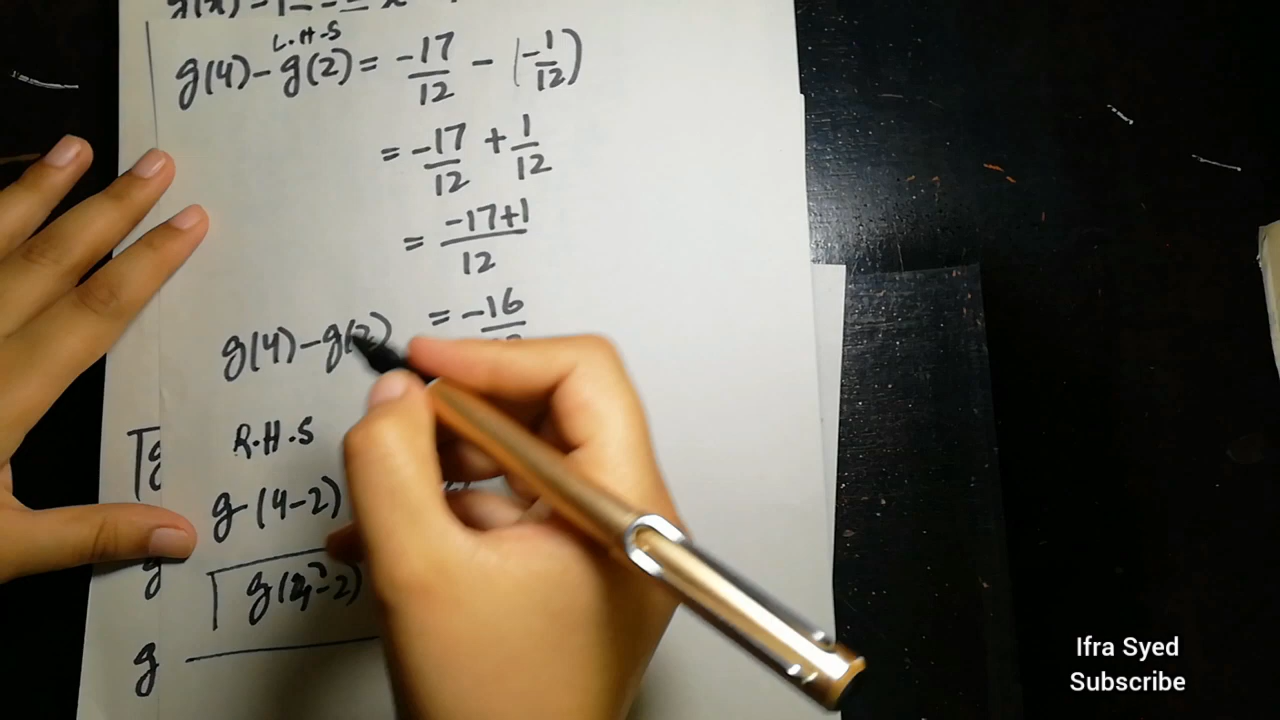 L.H.S
g(4)-g(2) = -17/12 - (-1/12)
= -17/12 + 1/12
= -17+1/12
g(4)-g(2) = -16
R.H.S
g(4-2)
g
g
Ifra Syed
Subscribe